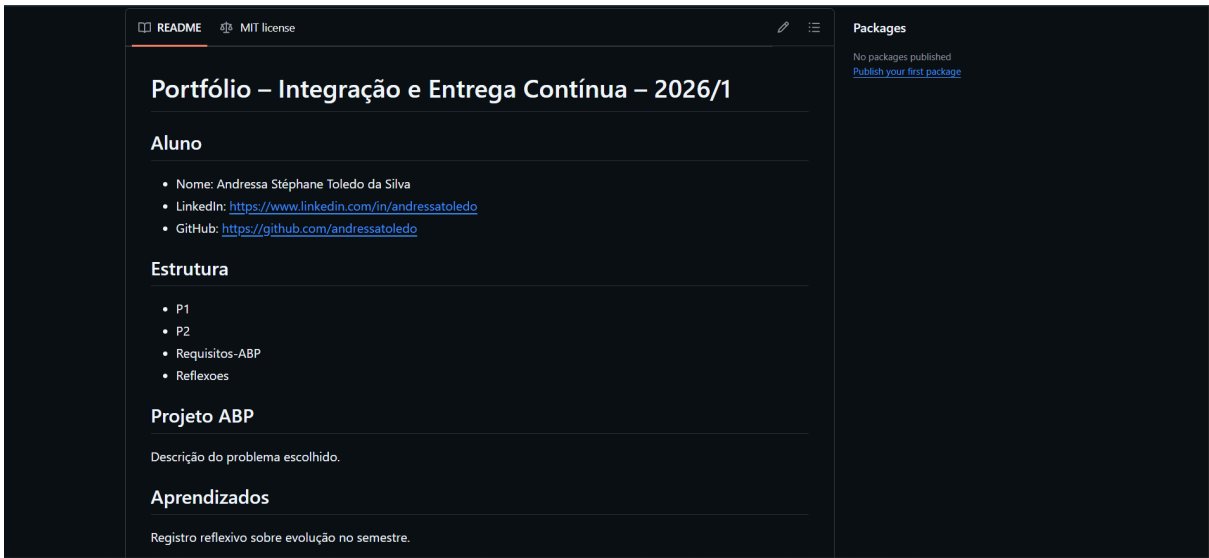 README
MIT license
Portfólio – Integração e Entrega Contínua – 2026/1
Aluno
Nome: Andressa Stéphane Toledo da Silva
LinkedIn: https://www.linkedin.com/in/andressatoledo
GitHub: https://github.com/andressatoledo
Estrutura
P1
P2
Requisitos-ABP
Reflexoes
Projeto ABP
Descrição do problema escolhido.
Aprendizados
Registro reflexivo sobre evolução no semestre.
Packages
No packages published
Publish your first package